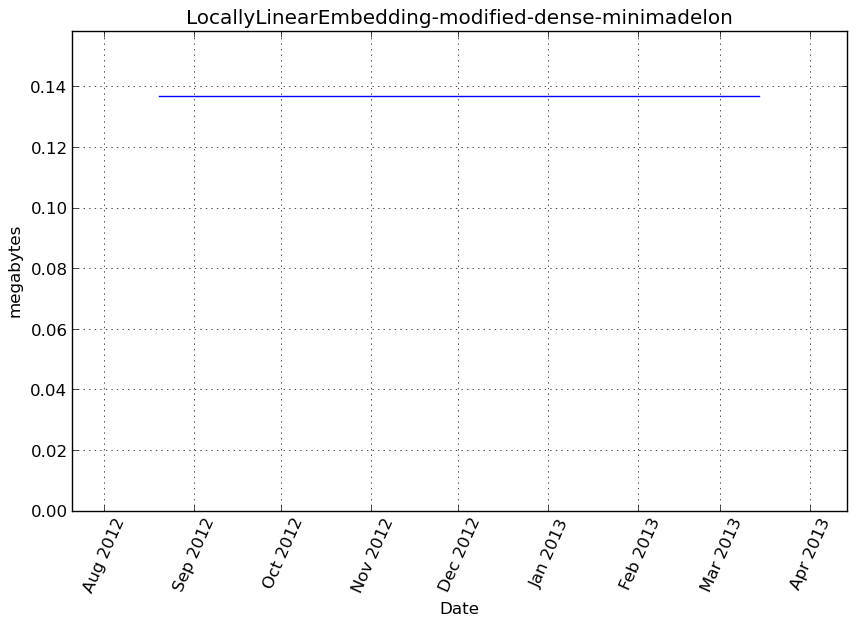 LocallyLinearEmbedding-modified-dense-minimadelon
megabytes
0.14
0.12
0.10
0.08
0.06
0.04
0.02
0.00
Aug 2012
Sep 2012
Oct 2012
Nov 2012
Dec 2012
Jan 2013
Feb 2013
Mar 2013
Apr 2013
Date